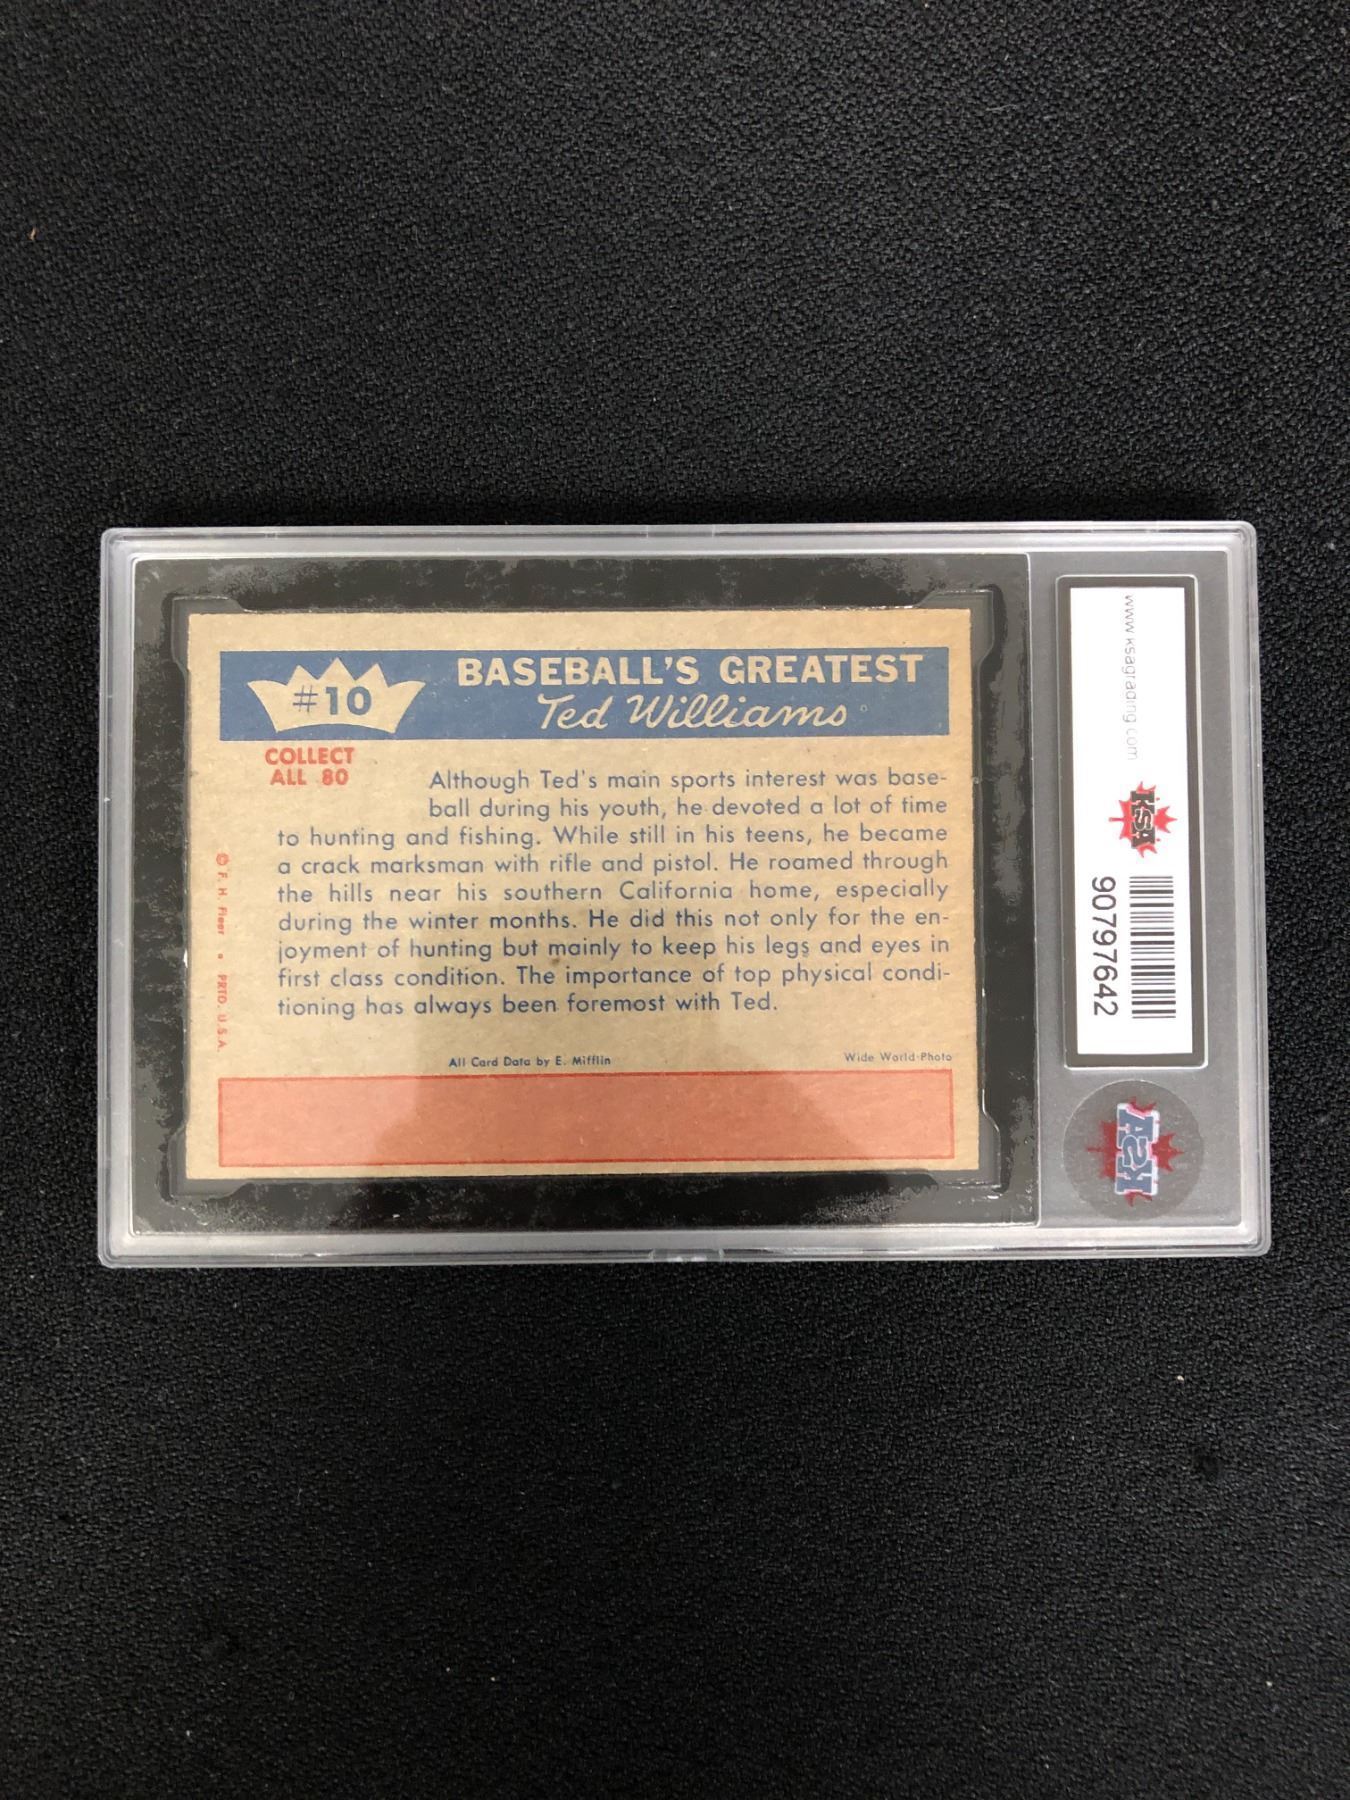 #10
BASEBALL'S GREATEST
Ted Williams
COLLECT
ALL 80
Although Ted's main sports interest was base-
ball during his youth, he devoted a lot of time
to hunting and fishing. While still in his teens, he became
a crack marksman with rifle and pistol. He roamed through
the hills near his southern California home, especially
during the winter months. He did this not only for the en-
joyment of hunting but mainly to keep his legs and eyes in
first class condition. The importance of top physical condi-
tioning has always been foremost with Ted.
© F. H. Fleer • PRTD. U.S.A.
All Card Data by E. Mifflin
Wide World-Photo
www.ksagrading.com
KSA
90797642
KSA